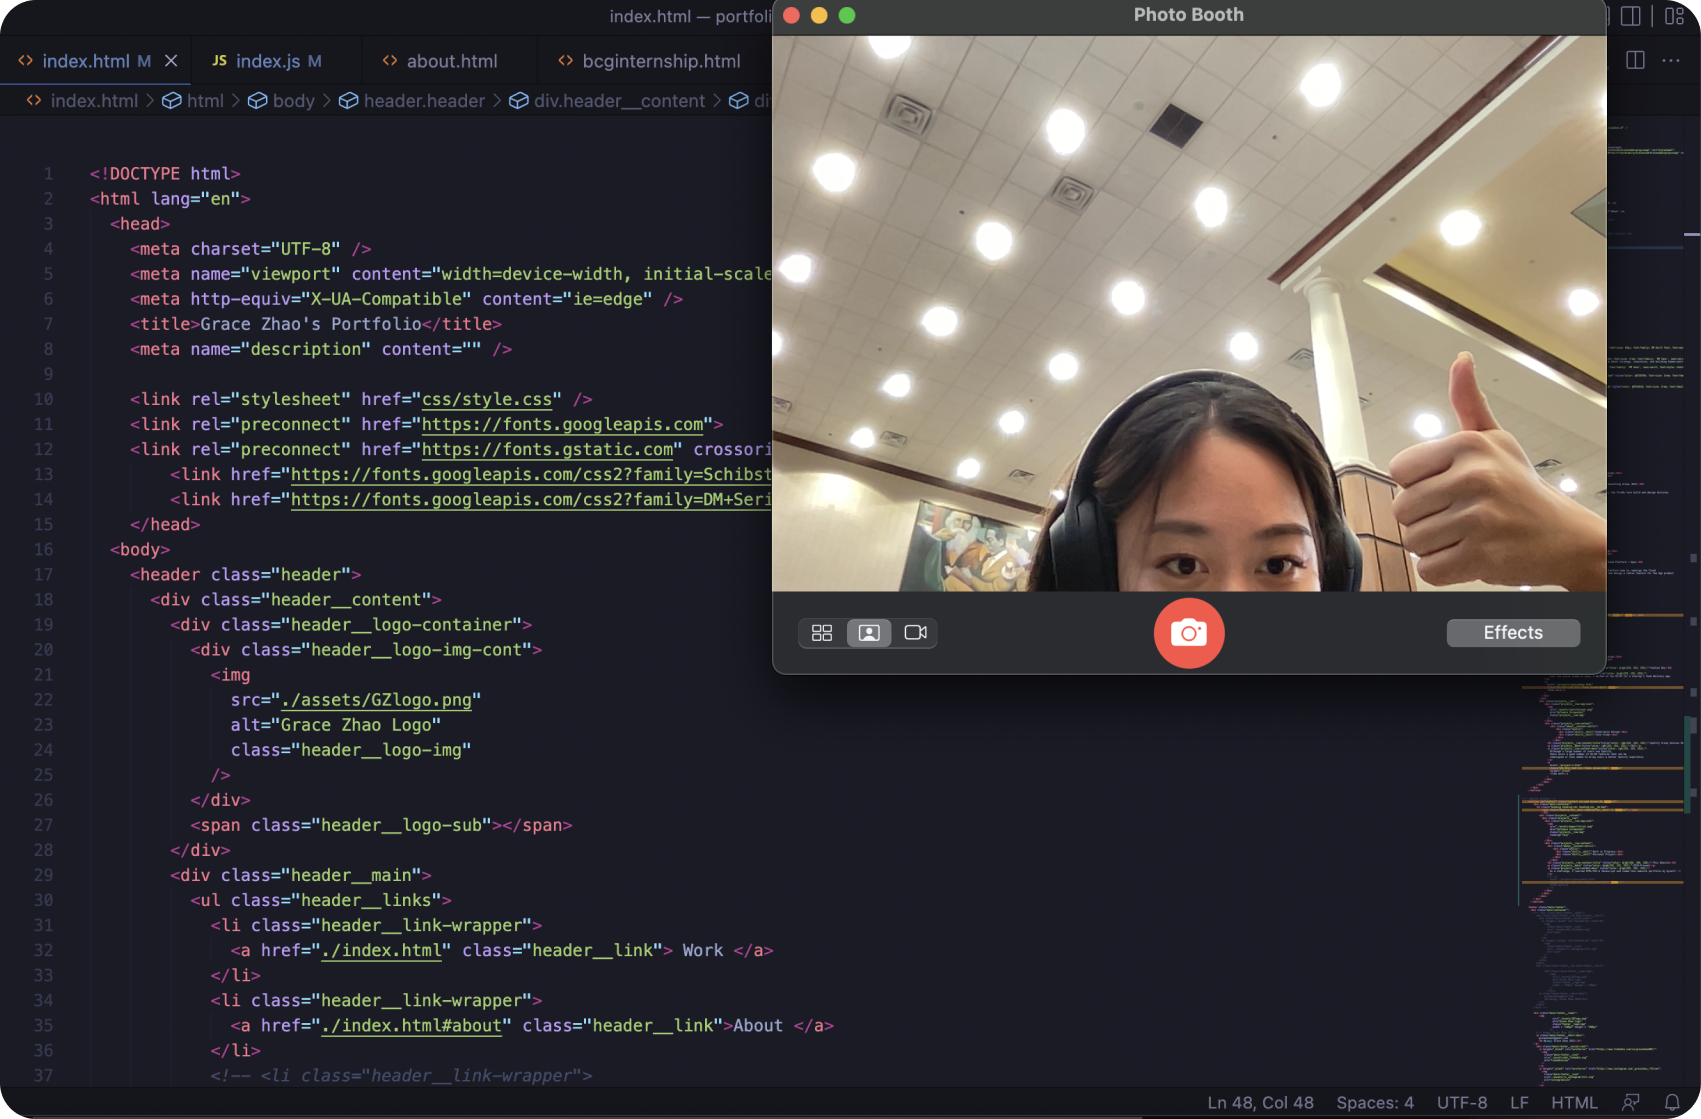 index.html — portfoli
Photo Booth
index.html M
JS index.js M
about.html
bcginternship.html
index.html > html > body > header.header > div.header__content > di
1 <!DOCTYPE html>
2 <html lang="en">
3 <head>
4 <meta charset="UTF-8" />
5 <meta name="viewport" content="width=device-width, initial-scale
6 <meta http-equiv="X-UA-Compatible" content="ie=edge" />
7 <title>Grace Zhao's Portfolio</title>
8 <meta name="description" content="" />
9
10 <link rel="stylesheet" href="css/style.css" />
11 <link rel="preconnect" href="https://fonts.googleapis.com">
12 <link rel="preconnect" href="https://fonts.gstatic.com" crossori
13 <link href="https://fonts.googleapis.com/css2?family=Schibst
14 <link href="https://fonts.googleapis.com/css2?family=DM+Seri
15 </head>
16 <body>
17 <header class="header">
18 <div class="header__content">
19 <div class="header__logo-container">
20 <div class="header__logo-img-cont">
21 <img
22 src="./assets/GZlogo.png"
23 alt="Grace Zhao Logo"
24 class="header__logo-img"
25 />
26 </div>
27 <span class="header__logo-sub"></span>
28 </div>
29 <div class="header__main">
30 <ul class="header__links">
31 <li class="header__link-wrapper">
32 <a href="./index.html" class="header__link"> Work </a>
33 </li>
34 <li class="header__link-wrapper">
35 <a href="./index.html#about" class="header__link">About </a>
36 </li>
37 <!-- <li class="header__link-wrapper">
Effects
Ln 48, Col 48 Spaces: 4 UTF-8 LF HTML